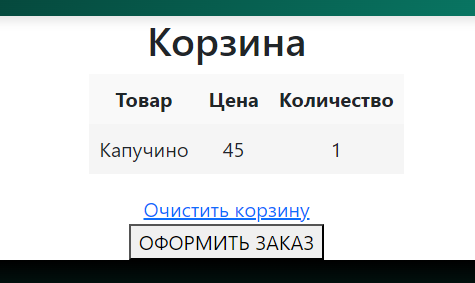 Корзина
Товар Цена Количество
Капучино 45 1
Очистить корзину
ОФОРМИТЬ ЗАКАЗ